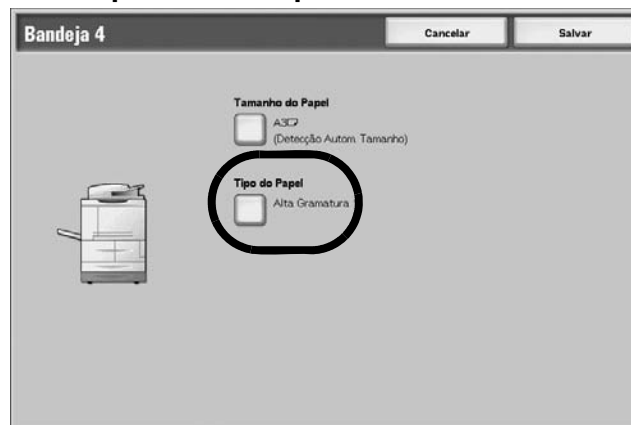 Bandeja 4
Cancelar
Salvar
Tamanho do Papel
A3
(Detecção Autom. Tamanho)
Tipo do Papel
Alta Gramatura